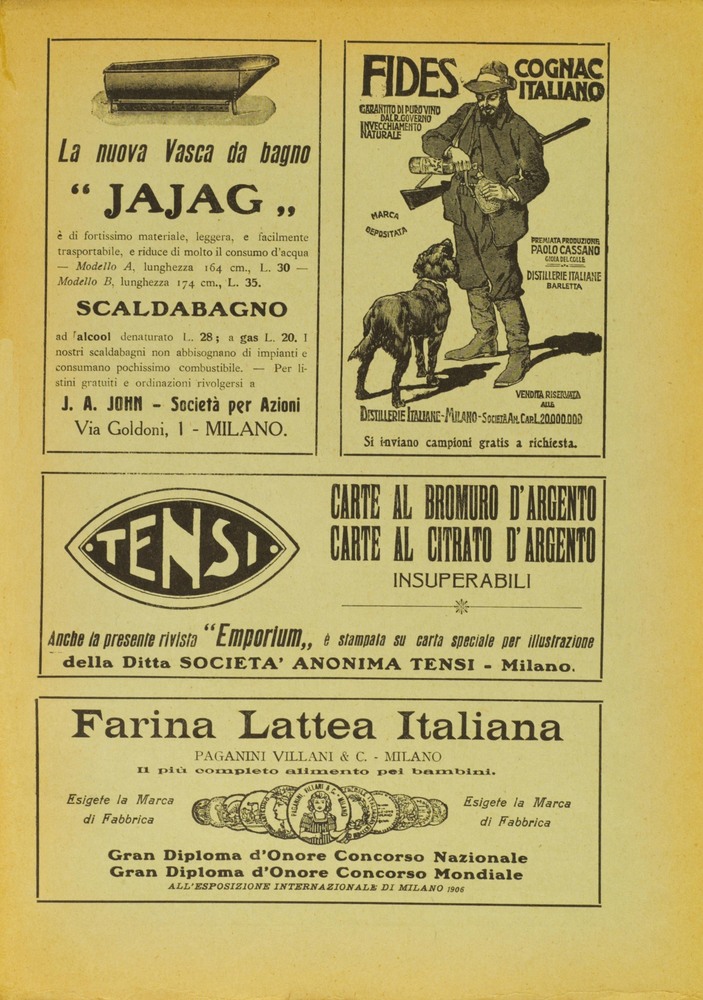 La nuova Vasca da bagno
“ JAJAG „
è di fortissimo materiale, leggera, e facilmente
trasportabile, e riduce di molto il consumo d'acqua
— Modello A, lunghezza 164 cm., L. 30 —
Modello B, lunghezza 174 cm., L. 35.
SCALDABAGNO
ad alcool denaturato L. 28; a gas L. 20. I
nostri scaldabagni non abbisognano di impianti e
consumano pochissimo combustibile. — Per li-
stini gratuiti e ordinazioni rivolgersi a
J. A. JOHN - Società per Azioni
Via Goldoni, 1 - MILANO.
FIDES COGNAC
ITALIANO
GARANTITO DI PURO VINO
DAL R. GOVERNO
INVECCHIAMENTO
NATURALE
MARCA
DEPOSITATA
PREMIATA PRODUZIONE
PAOLO CASSANO
GIOIA DEL COLLE
DISTILLERIE ITALIANE
BARLETTA
VENDITA RISERVATA
ALLE
DISTILLERIE ITALIANE-MILANO-SOCIETÀ AN. CAP. L. 20.000.000
Si inviano campioni gratis a richiesta.
TENSI
CARTE AL BROMURO D'ARGENTO
CARTE AL CITRATO D'ARGENTO
INSUPERABILI
Anche la presente rivista “Emporium„ è stampata su carta speciale per illustrazione
della Ditta SOCIETA' ANONIMA TENSI - Milano.
Farina Lattea Italiana
PAGANINI VILLANI & C. - MILANO
Il più completo alimento pei bambini.
Esigete la Marca
di Fabbrica
PAGANINI, VILLANI & C. MILANO
Esigete la Marca
di Fabbrica
Gran Diploma d'Onore Concorso Nazionale
Gran Diploma d'Onore Concorso Mondiale
ALL'ESPOSIZIONE INTERNAZIONALE DI MILANO 1906